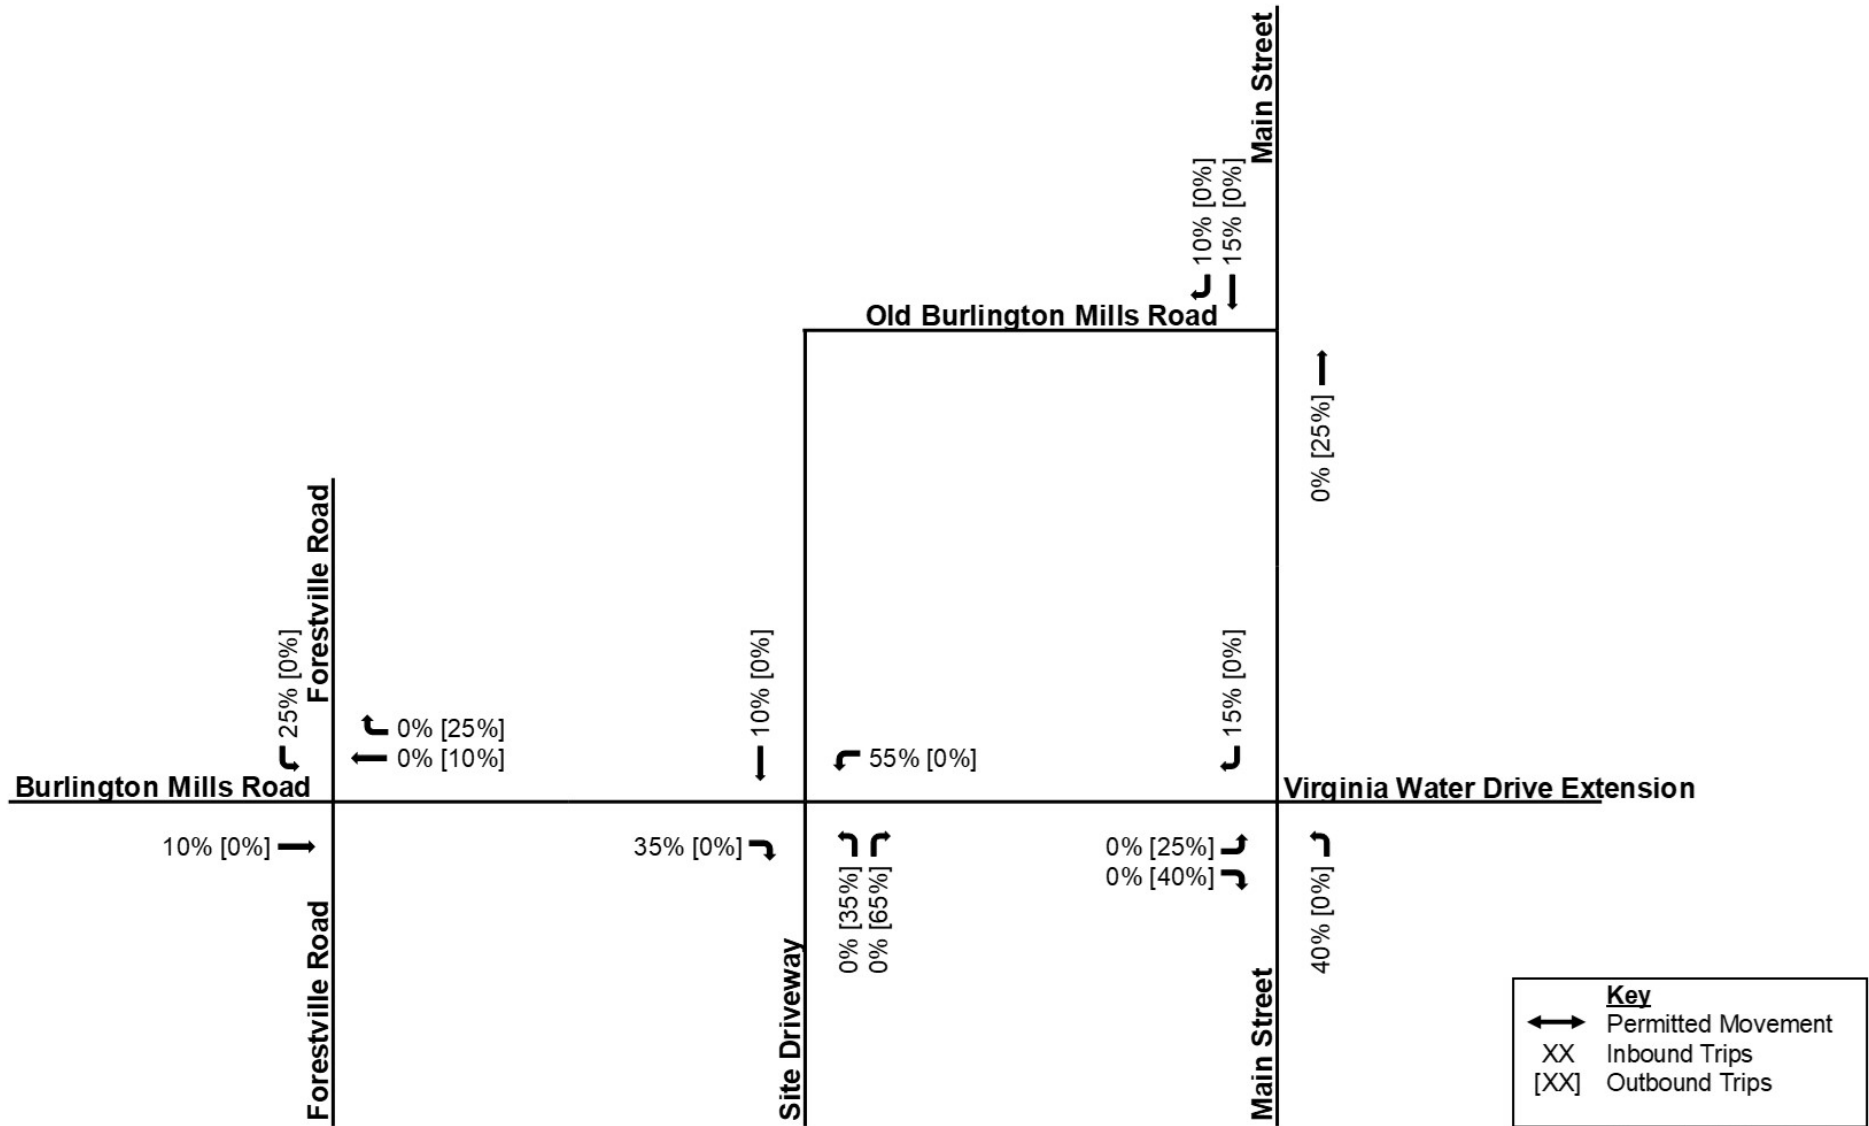 Main Street
10% [0%]
15% [0%]
Old Burlington Mills Road
0% [25%]
Forestville Road
25% [0%]
0% [25%]
0% [10%]
10% [0%]
55% [0%]
15% [0%]
Burlington Mills Road
Virginia Water Drive Extension
10% [0%]
35% [0%]
0% [35%]
0% [65%]
0% [25%]
0% [40%]
40% [0%]
Forestville Road
Site Driveway
Main Street
Key
Permitted Movement
XX Inbound Trips
[XX] Outbound Trips